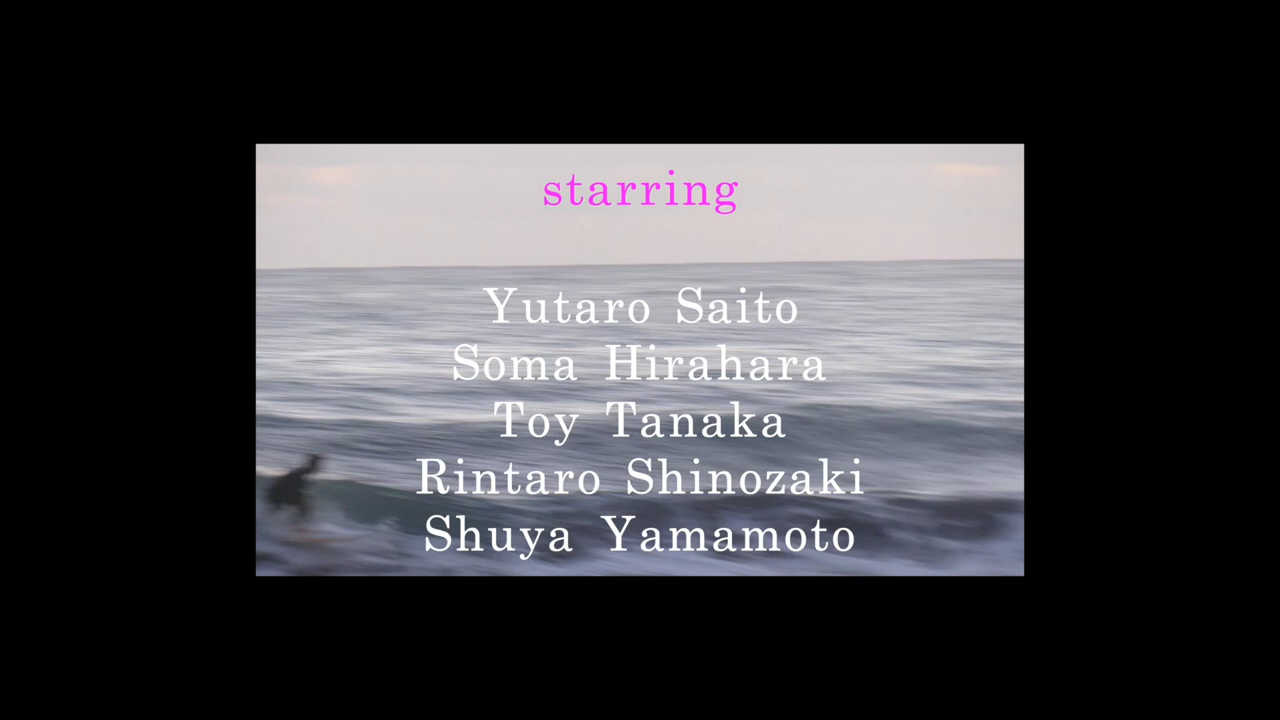 starring
Yutaro Saito
Soma Hirahara
Toy Tanaka
Rintaro Shinozaki
Shuya Yamamoto